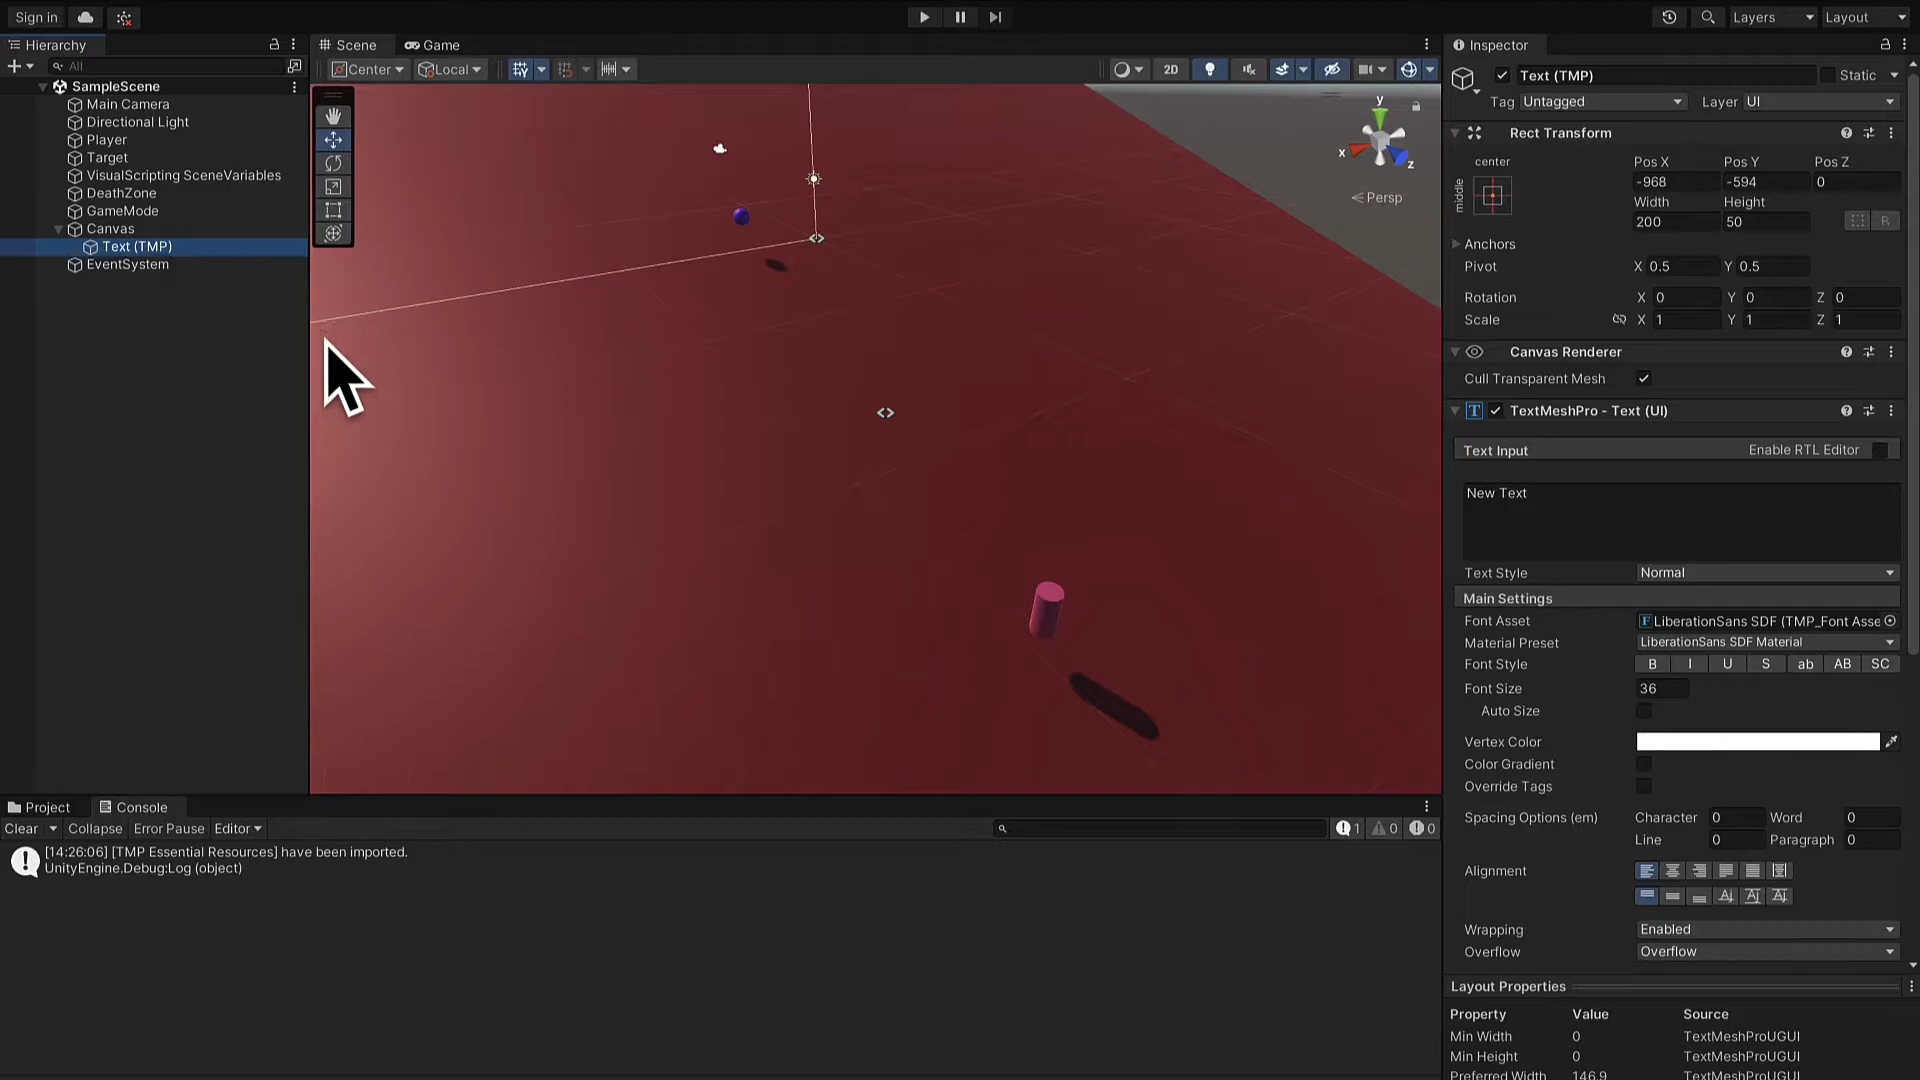 Sign in
Layers
Layout
Hierarchy
All
SampleScene
Main Camera
Directional Light
Player
Target
VisualScripting SceneVariables
DeathZone
GameMode
Canvas
Text (TMP)
EventSystem
Scene
Game
Center
Local
2D
y
x
z
Persp
Inspector
Text (TMP)
Static
Tag Untagged Layer UI
Rect Transform
center
middle
Pos X Pos Y Pos Z
-968 -594 0
Width Height
200 50
R
Anchors
Pivot X 0.5 Y 0.5
Rotation X 0 Y 0 Z 0
Scale X 1 Y 1 Z 1
Canvas Renderer
Cull Transparent Mesh
TextMeshPro - Text (UI)
Text Input Enable RTL Editor
New Text
Text Style Normal
Main Settings
Font Asset F LiberationSans SDF (TMP_Font Asse
Material Preset LiberationSans SDF Material
Font Style B I U S ab AB SC
Font Size 36
Auto Size
Vertex Color
Color Gradient
Override Tags
Spacing Options (em) Character 0 Word 0
Line 0 Paragraph 0
Alignment
Wrapping Enabled
Overflow Overflow
Layout Properties
Property Value Source
Min Width 0 TextMeshProUGUI
Min Height 0 TextMeshProUGUI
Preferred Width 146.9 TextMeshProUGUI
Project
Console
Clear Collapse Error Pause Editor
1 0 0
[14:26:06] [TMP Essential Resources] have been imported.
UnityEngine.Debug:Log (object)